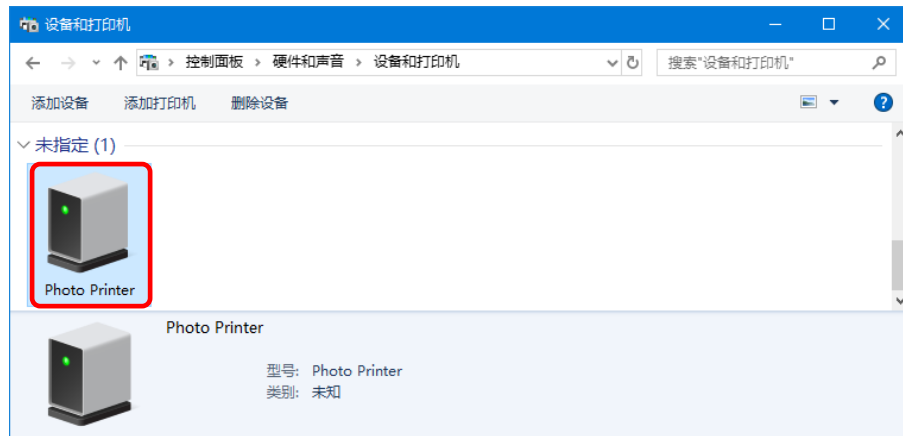 设备和打印机
控制面板 › 硬件和声音 › 设备和打印机
搜索"设备和打印机"
添加设备 添加打印机 删除设备
未指定 (1)
Photo Printer
Photo Printer
型号: Photo Printer
类别: 未知